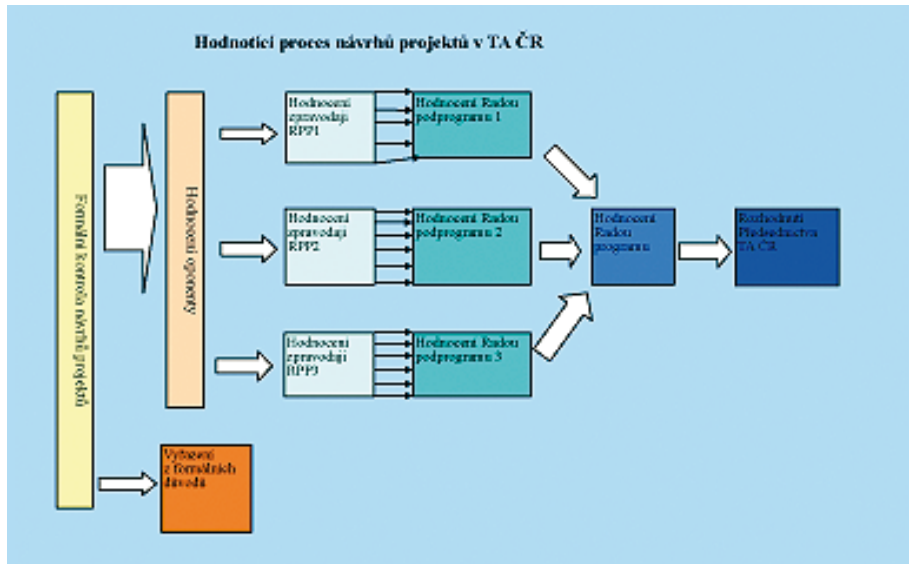 Hodnotící proces návrhů projektů v TA ČR
Formální kontrola návrhů projektů
Hodnocení oponenty
Hodnocení
zpravodaji
RPP1
Hodnocení Radou
podprogramu 1
Hodnocení
zpravodaji
RPP2
Hodnocení Radou
podprogramu 2
Hodnocení
zpravodaji
RPP3
Hodnocení Radou
podprogramu 3
Hodnocení
Radou
programu
Rozhodnutí
Předsednictva
TA ČR
Vyřazení
z formálních
důvodů